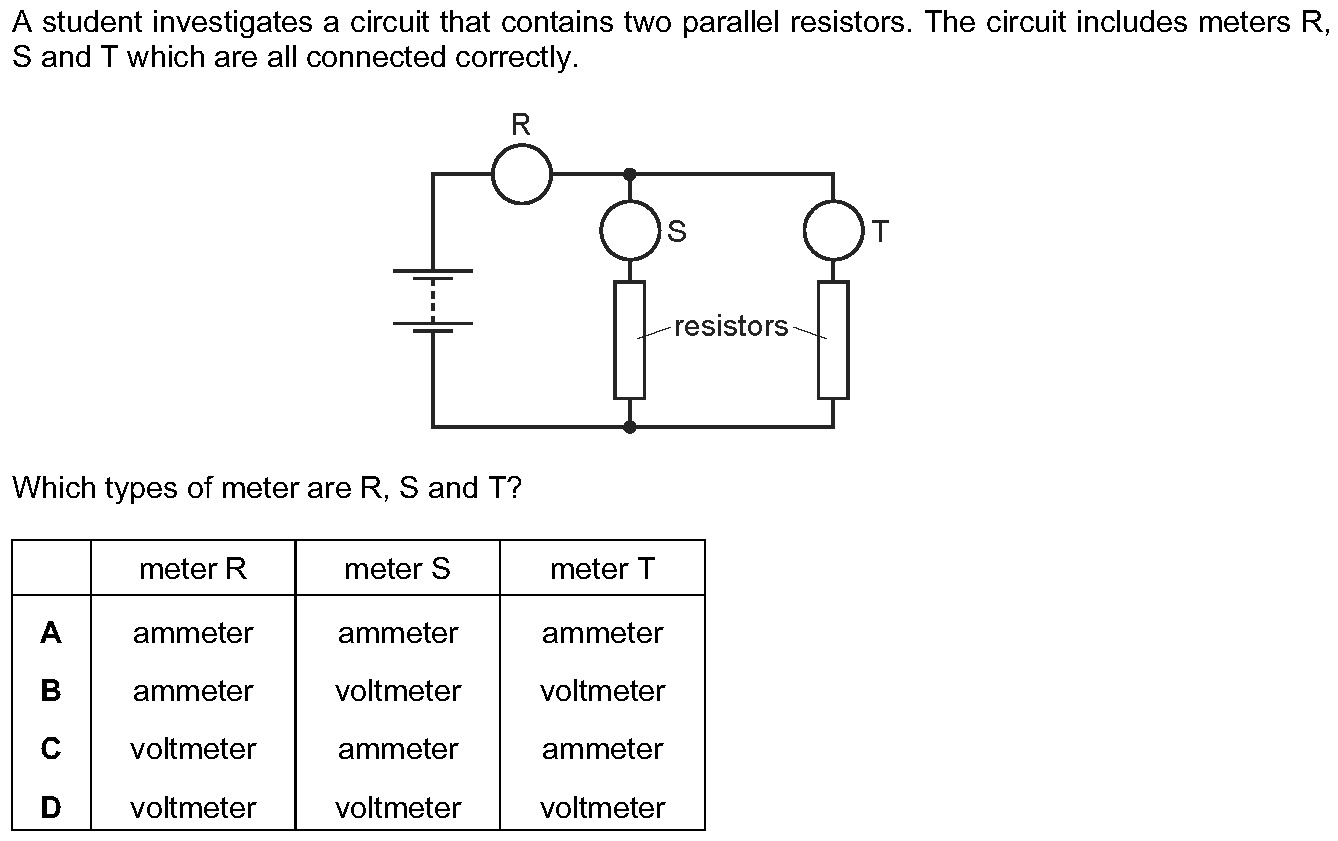 A student investigates a circuit that contains two parallel resistors. The circuit includes meters R,
S and T which are all connected correctly.
R
S
T
resistors
Which types of meter are R, S and T?
meter R meter S meter T
A ammeter ammeter ammeter
B ammeter voltmeter voltmeter
C voltmeter ammeter ammeter
D voltmeter voltmeter voltmeter